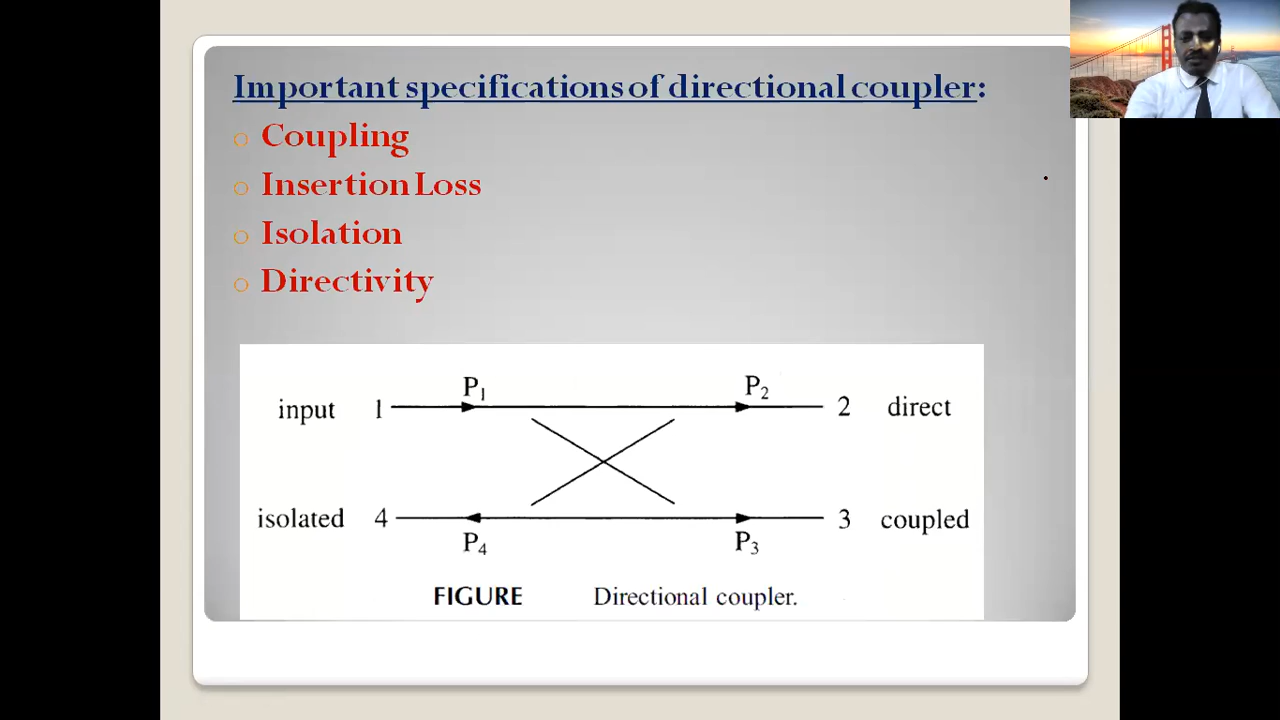 Important specifications of directional coupler:
Coupling
Insertion Loss
Isolation
Directivity
P1 P2
input 1 2 direct
isolated 4 3 coupled
P4 P3
FIGURE Directional coupler.